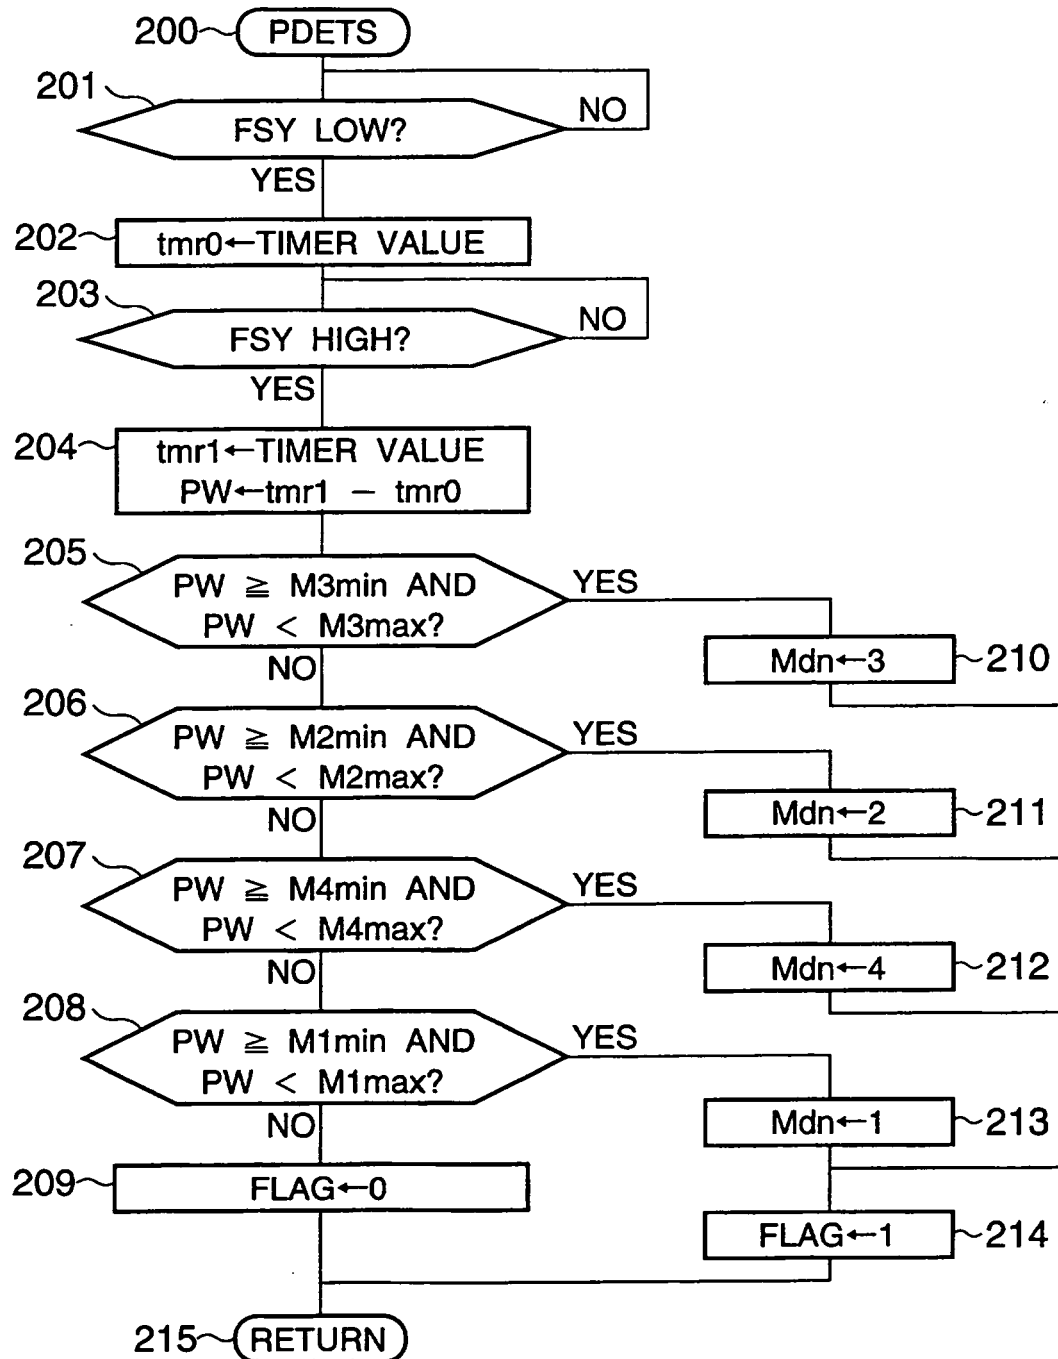 200 PDETS
201
FSY LOW? NO
YES
202 tmr0←TIMER VALUE
203
FSY HIGH? NO
YES
204 tmr1←TIMER VALUE
PW←tmr1 – tmr0
205
PW ≧ M3min AND YES
PW < M3max?
NO
Mdn←3 210
206
PW ≧ M2min AND YES
PW < M2max?
NO
Mdn←2 211
207
PW ≧ M4min AND YES
PW < M4max?
NO
Mdn←4 212
208
PW ≧ M1min AND YES
PW < M1max?
NO
Mdn←1 213
209 FLAG←0
FLAG←1 214
215 RETURN